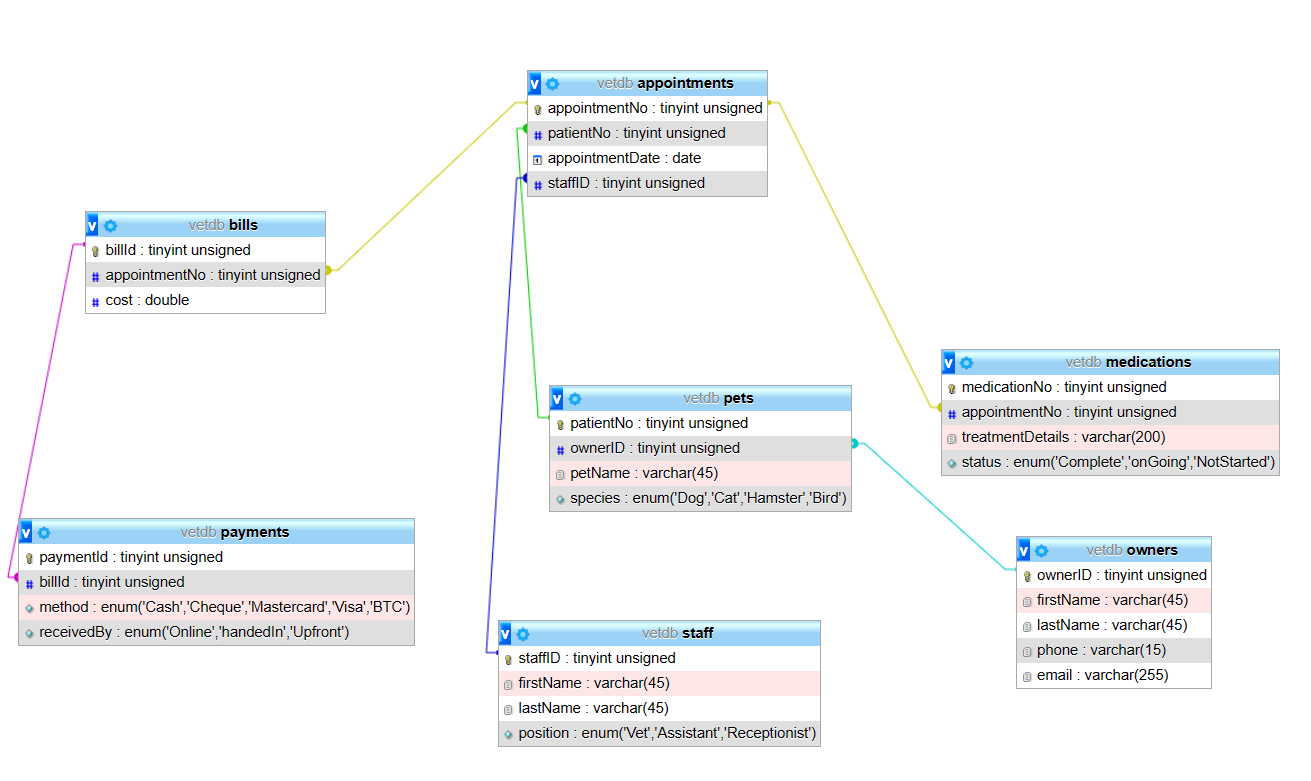 vetdb appointments
appointmentNo : tinyint unsigned
patientNo : tinyint unsigned
appointmentDate : date
staffID : tinyint unsigned
vetdb bills
billId : tinyint unsigned
appointmentNo : tinyint unsigned
cost : double
vetdb medications
medicationNo : tinyint unsigned
appointmentNo : tinyint unsigned
treatmentDetails : varchar(200)
status : enum('Complete','onGoing','NotStarted')
vetdb pets
patientNo : tinyint unsigned
ownerID : tinyint unsigned
petName : varchar(45)
species : enum('Dog','Cat','Hamster','Bird')
vetdb payments
paymentId : tinyint unsigned
billId : tinyint unsigned
method : enum('Cash','Cheque','Mastercard','Visa','BTC')
receivedBy : enum('Online','handedIn','Upfront')
vetdb owners
ownerID : tinyint unsigned
firstName : varchar(45)
lastName : varchar(45)
phone : varchar(15)
email : varchar(255)
vetdb staff
staffID : tinyint unsigned
firstName : varchar(45)
lastName : varchar(45)
position : enum('Vet','Assistant','Receptionist')